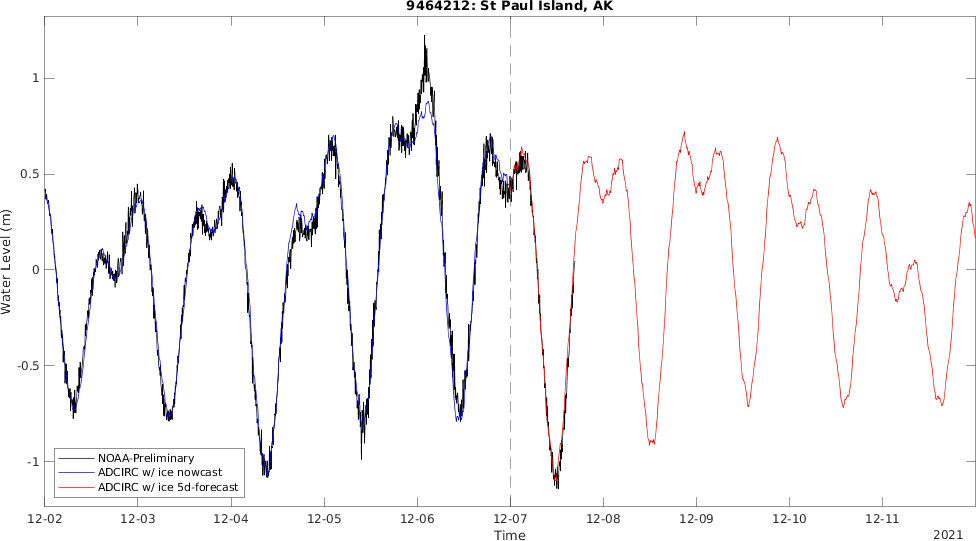 9464212: St Paul Island, AK
Water Level (m)
1
0.5
0
-0.5
-1
NOAA-Preliminary
ADCIRC w/ ice nowcast
ADCIRC w/ ice 5d-forecast
12-02 12-03 12-04 12-05 12-06 12-07 12-08 12-09 12-10 12-11
Time
2021